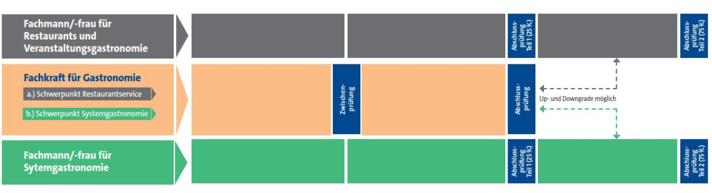 Fachmann/-frau für
Restaurants und
Veranstaltungsgastronomie
Abschluss-
prüfung
Teil 1 (25 %)
Abschluss-
prüfung
Teil 2 (75 %)
Fachkraft für Gastronomie
a.) Schwerpunkt Restaurantservice
b.) Schwerpunkt Systemgastronomie
Zwischen-
prüfung
Abschluss-
prüfung
Up- und Downgrade möglich
Fachmann/-frau für
Sytemgastronomie
Abschluss-
prüfung
Teil 1 (25 %)
Abschluss-
prüfung
Teil 2 (75 %)